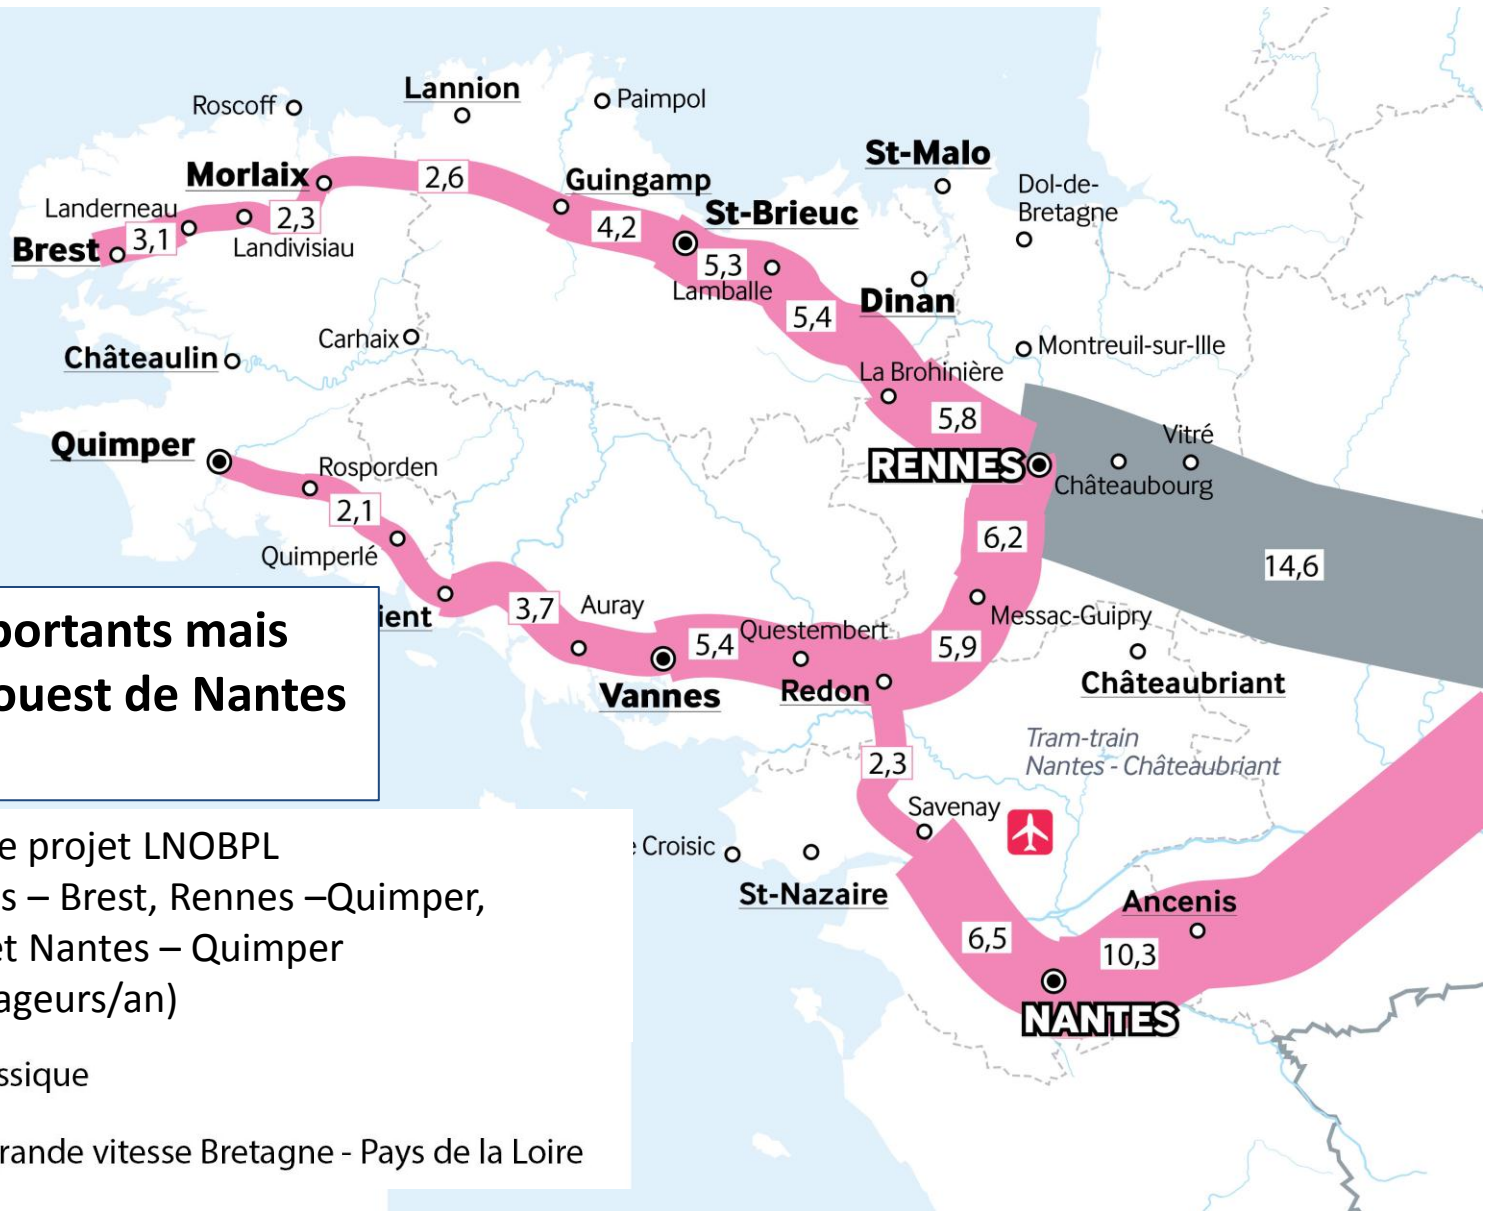 Roscoff
Lannion
Paimpol
Morlaix
2,6
Guingamp
St-Malo
Dol-de-
Bretagne
Landerneau
2,3
4,2
St-Brieuc
Brest
3,1
Landivisiau
5,3
Lamballe
Dinan
5,4
Carhaix
Châteaulin
Montreuil-sur-Ille
La Brohinière
5,8
Vitré
Quimper
Rosporden
RENNES
Châteaubourg
2,1
6,2
Quimperlé
14,6
ient
3,7
Auray
Messac-Guipry
5,4
Questembert
5,9
Vannes
Redon
Châteaubriant
portants mais
ouest de Nantes
Tram-train
Nantes - Châteaubriant
2,3
Savenay
e projet LNOBPL
s – Brest, Rennes –Quimper,
et Nantes – Quimper
ageurs/an)
Croisic
St-Nazaire
Ancenis
6,5
10,3
NANTES
ssique
rande vitesse Bretagne - Pays de la Loire